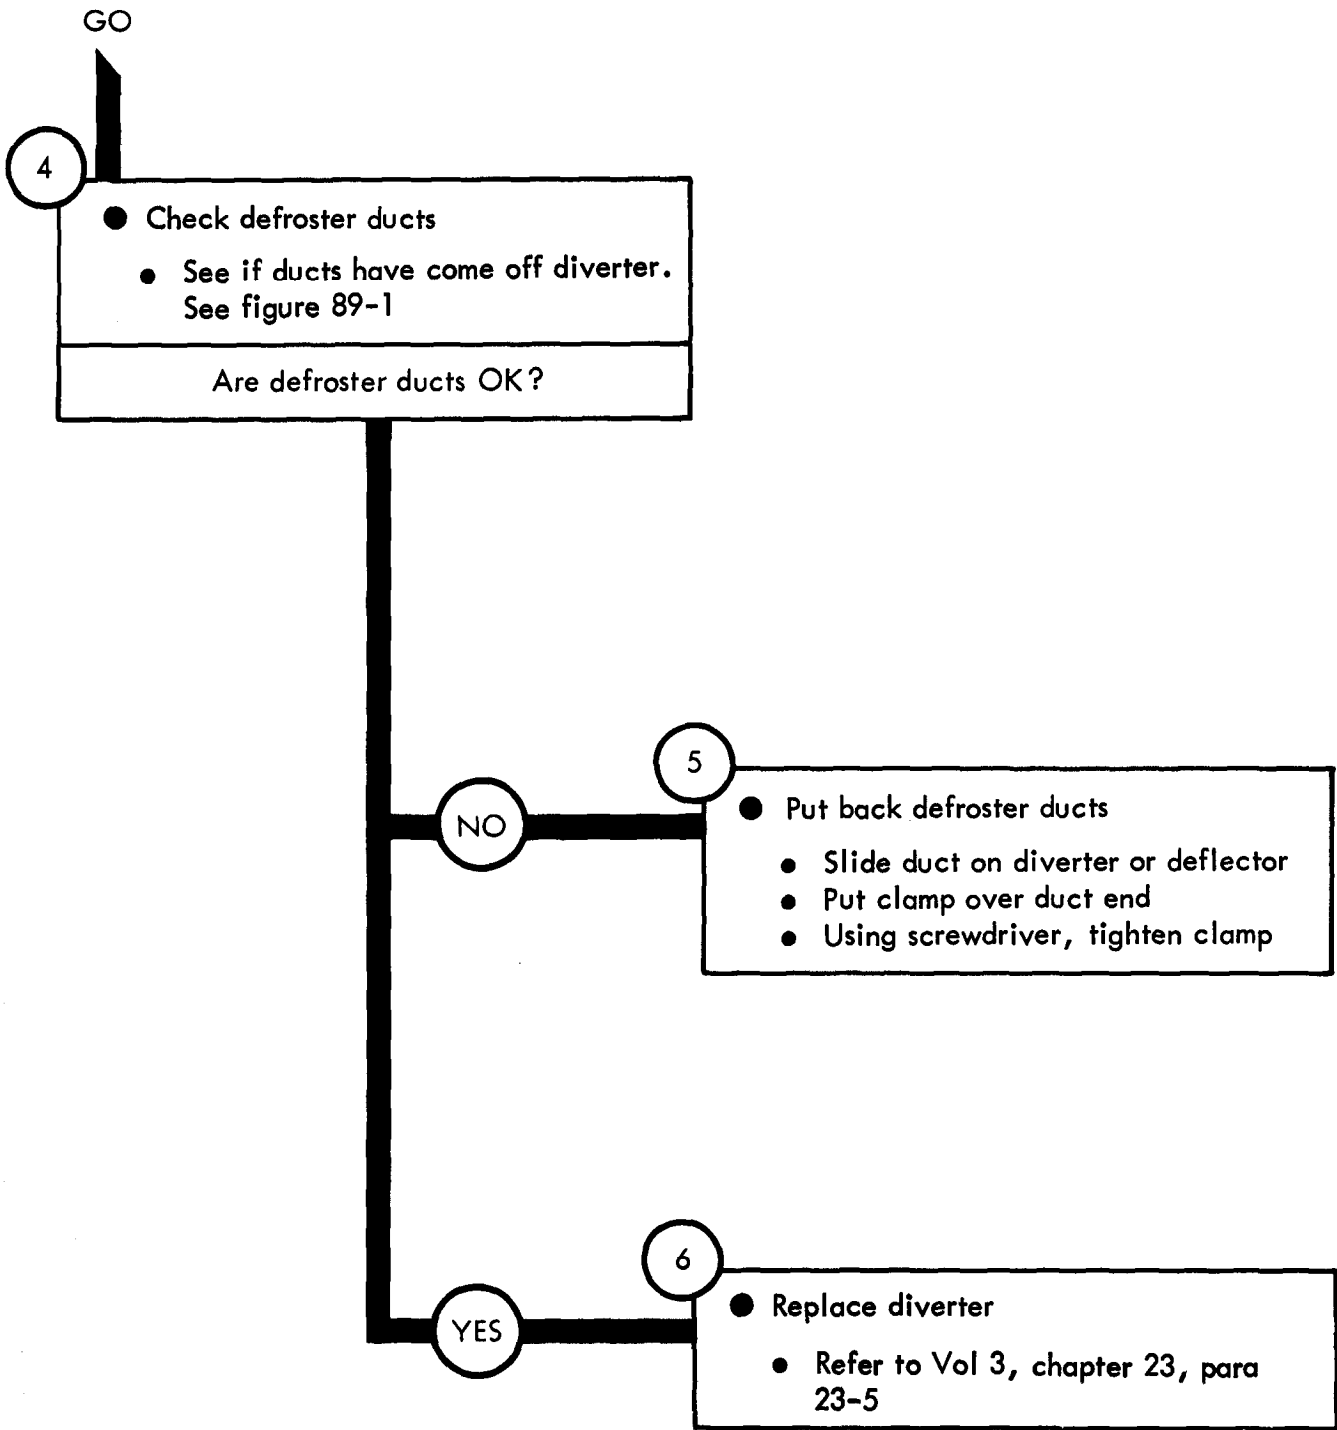 GO
4
● Check defroster ducts
● See if ducts have come off diverter.
See figure 89-1
Are defroster ducts OK?
5
NO
● Put back defroster ducts
● Slide duct on diverter or deflector
● Put clamp over duct end
● Using screwdriver, tighten clamp
6
YES
● Replace diverter
● Refer to Vol 3, chapter 23, para
23-5